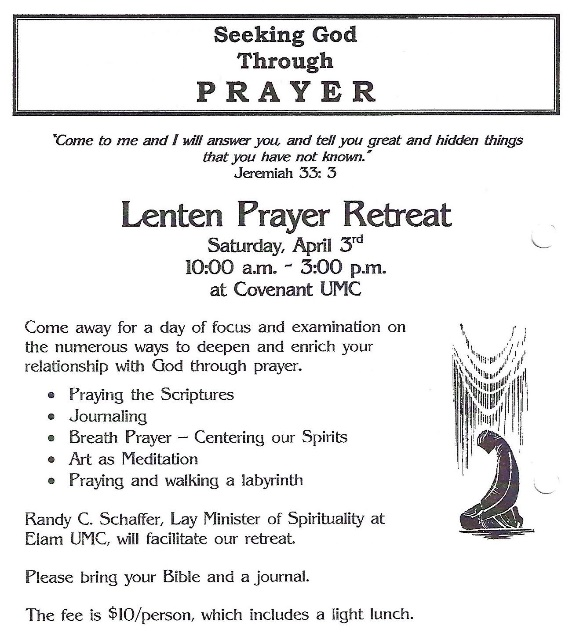 Seeking God
Through
PRAYER
"Come to me and I will answer you, and tell you great and hidden things
that you have not known."
Jeremiah 33: 3
Lenten Prayer Retreat
Saturday, April 3rd
10:00 a.m. - 3:00 p.m.
at Covenant UMC
Come away for a day of focus and examination on
the numerous ways to deepen and enrich your
relationship with God through prayer.
• Praying the Scriptures
• Journaling
• Breath Prayer – Centering our Spirits
• Art as Meditation
• Praying and walking a labyrinth
Randy C. Schaffer, Lay Minister of Spirituality at
Elam UMC, will facilitate our retreat.
Please bring your Bible and a journal.
The fee is $10/person, which includes a light lunch.